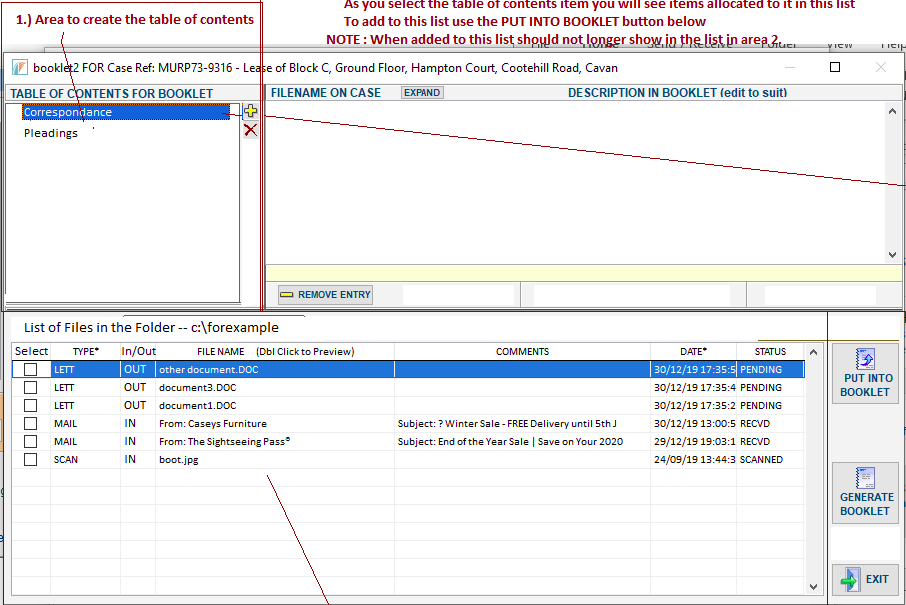 As you select the table of contents item you will see items allocated to it in this list
1.) Area to create the table of contents
To add to this list use the PUT INTO BOOKLET button below
NOTE : When added to this list should not longer show in the list in area 2.
booklet2 FOR Case Ref: MURP73-9316 - Lease of Block C, Ground Floor, Hampton Court, Cootehill Road, Cavan
TABLE OF CONTENTS FOR BOOKLET
FILENAME ON CASE EXPAND DESCRIPTION IN BOOKLET (edit to suit)
Correspondance
Pleadings
REMOVE ENTRY
List of Files in the Folder -- c:\forexample
Select TYPE* In/Out FILE NAME (Dbl Click to Preview) COMMENTS DATE* STATUS
LETT OUT other document.DOC 30/12/19 17:35:5 PENDING
LETT OUT document3.DOC 30/12/19 17:35:4 PENDING
LETT OUT document1.DOC 30/12/19 17:35:2 PENDING
MAIL IN From: Caseys Furniture Subject: ? Winter Sale - FREE Delivery until 5th J 30/12/19 13:00:5 RECVD
MAIL IN From: The Sightseeing Pass® Subject: End of the Year Sale | Save on Your 2020 29/12/19 19:03:1 RECVD
SCAN IN boot.jpg 24/09/19 13:44:3 SCANNED
PUT INTO
BOOKLET
GENERATE
BOOKLET
EXIT